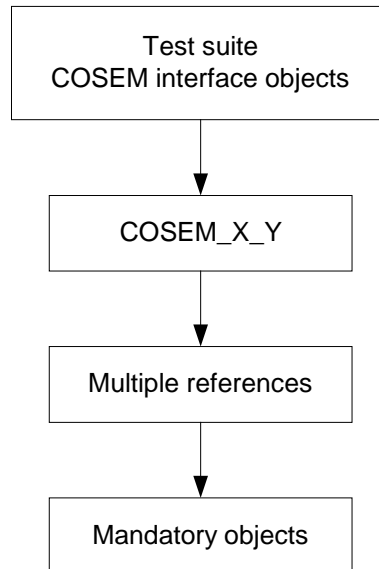 Test suite
COSEM interface objects
COSEM_X_Y
Multiple references
Mandatory objects